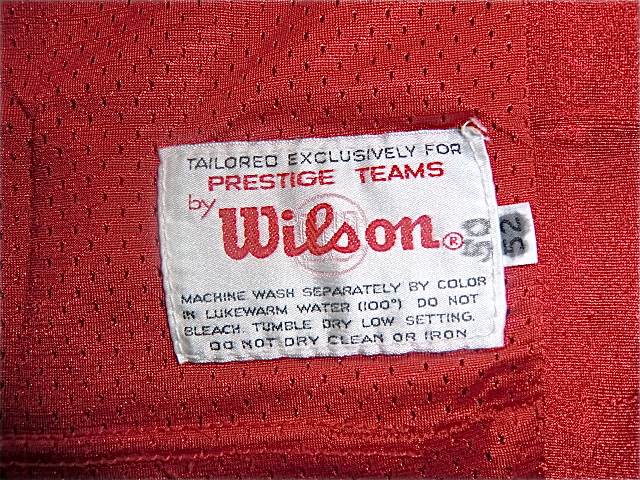 TAILORED EXCLUSIVELY FOR
PRESTIGE TEAMS
by
Wilson®
52
MACHINE WASH SEPARATELY BY COLOR
IN LUKEWARM WATER (100°) DO NOT
BLEACH. TUMBLE DRY LOW SETTING.
DO NOT DRY CLEAN OR IRON